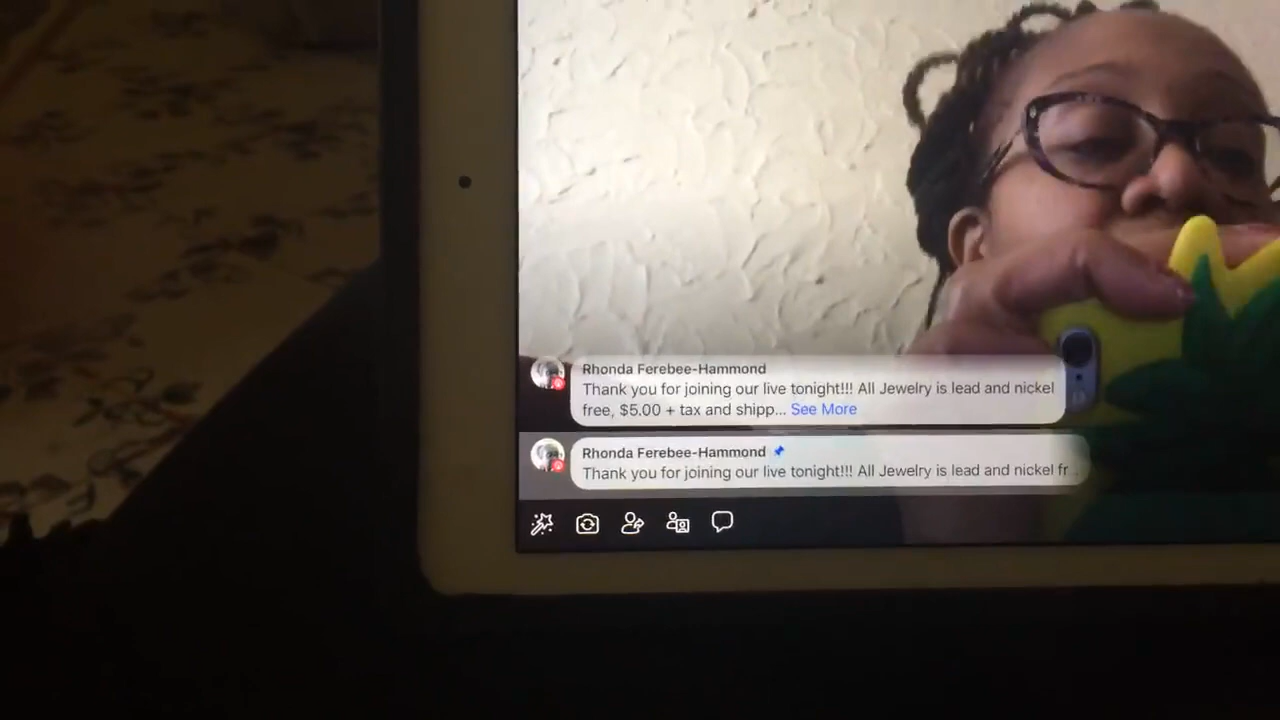 Rhonda Ferebee-Hammond
Thank you for joining our live tonight!!! All Jewelry is lead and nickel
free, $5.00 + tax and shipp... See More
Rhonda Ferebee-Hammond
Thank you for joining our live tonight!!! All Jewelry is lead and nickel fr